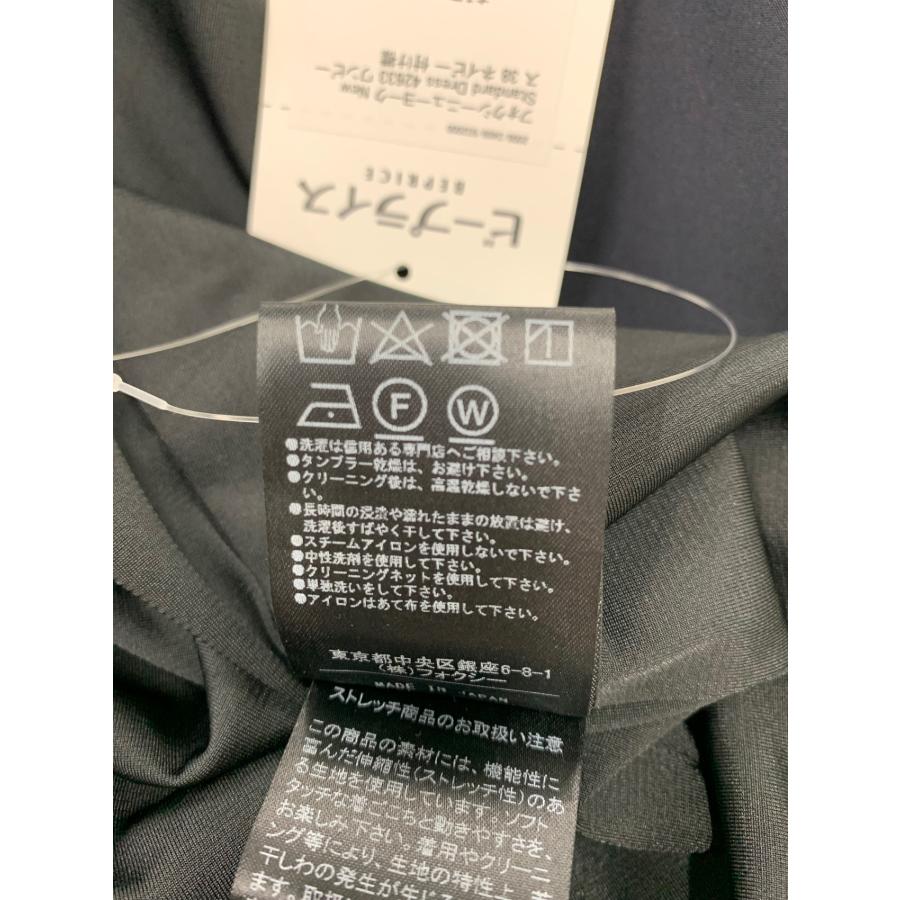 ビープライス
REPRICE
フォクシーニューヨーク New
Standard Dress 42633 ワンピー
ス 38 ネイビー 付け襟
F
W
●洗濯は信用ある専門店へご相談下さい。
●タンブラー乾燥は、お避け下さい。
●クリーニング後は、高温乾燥しないで下さ
い。
●長時間の浸漬や濡れたままの放置は避け、
洗濯後すばやく干して下さい。
●スチームアイロンを使用しないで下さい。
●中性洗剤を使用して下さい。
●クリーニングネットを使用して下さい。
●単独洗いをして下さい。
●アイロンはあて布を使用して下さい。
東京都中央区銀座6-8-1
(株)フォクシー
MADE IN JAPAN
ストレッチ商品のお取扱い注意
この商品の素材には、機能性に
富んだ伸縮性(ストレッチ性)のあ
る生地を使用しています。ソフト
タッチな着ごこちと動きやすさを、
お楽しみ下さい。着用やクリーニ
ング等により、生地の特性上、若
干しわの発生が生じる
ます。取扱い